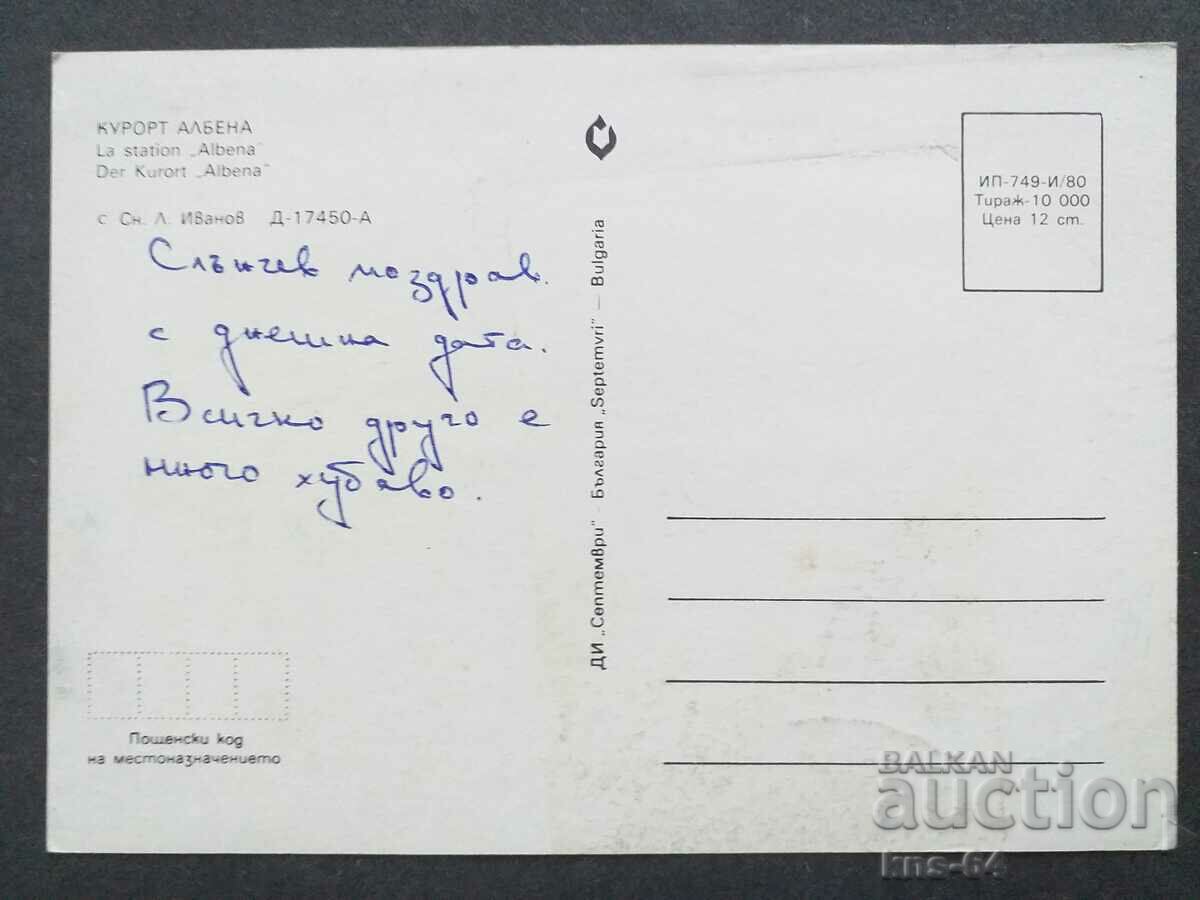 КУРОРТ АЛБЕНА
La station „Albena"
Der Kurort „Albena"
с Сн. Л. Иванов Д-17450-А
Слънчев поздрав.
с днешна дата.
Всичко друго е
много хубаво.
Пощенски код
на местоназначението
ДИ „Септември" - България „Septemvri" — Bulgaria
ИП-749-И/80
Тираж-10 000
Цена 12 ст.
BALKAN
auction
kns-64